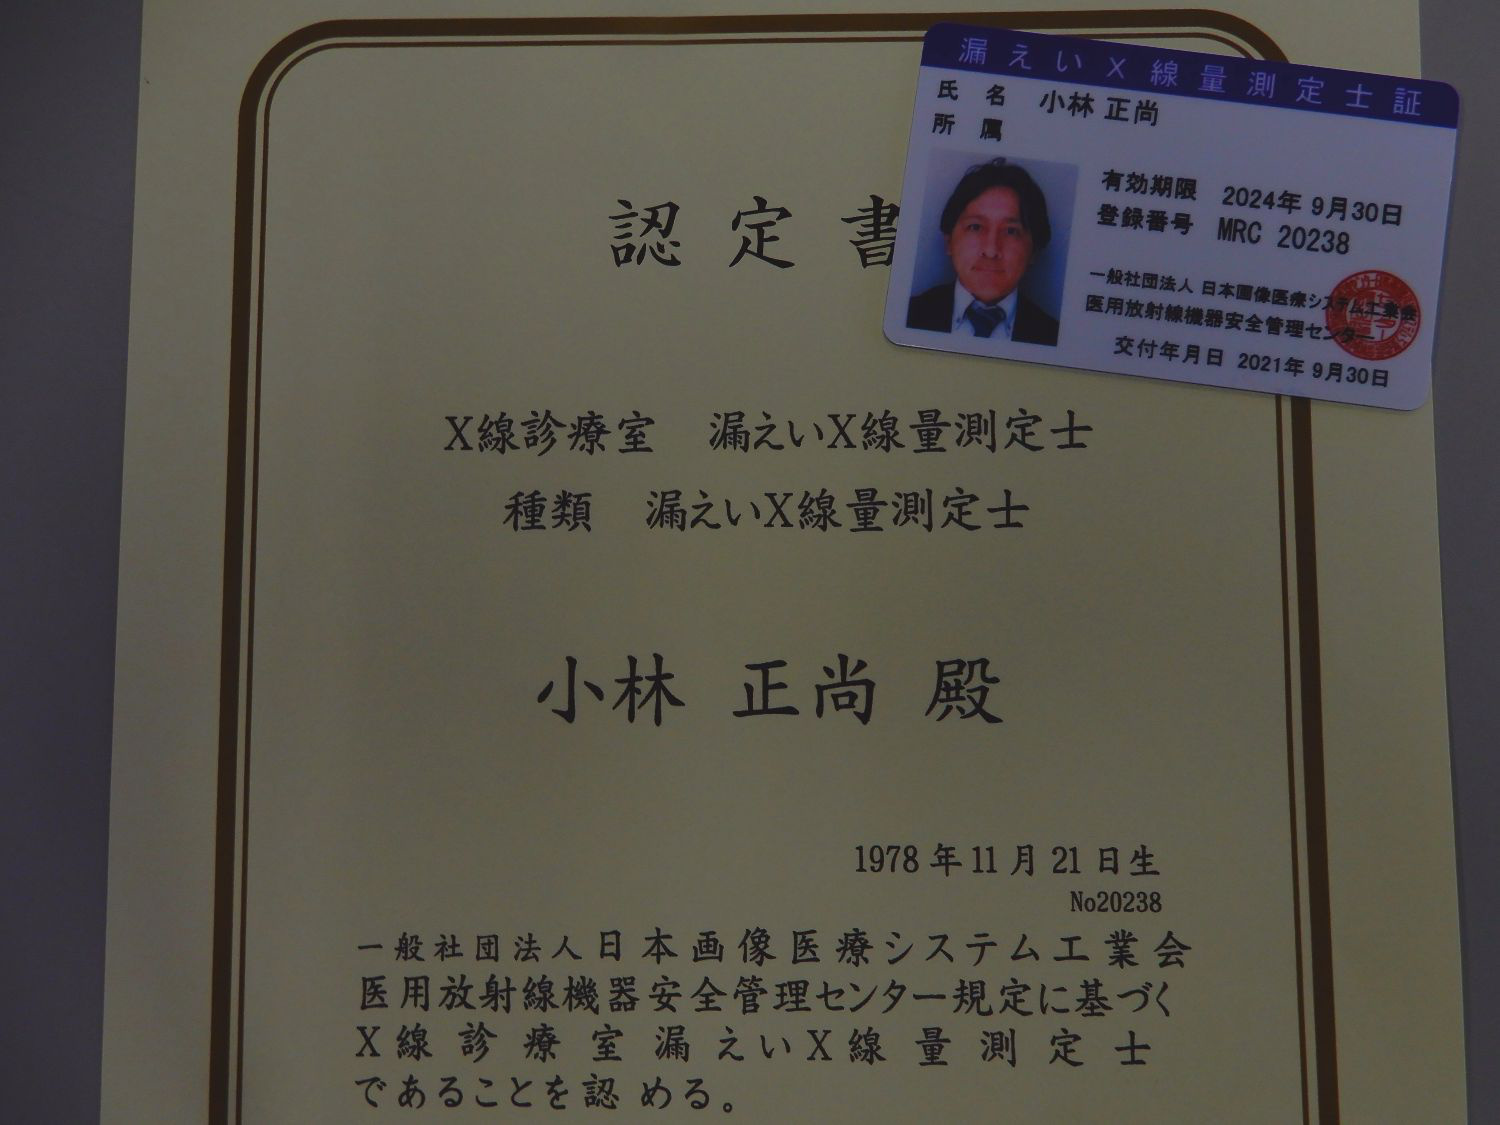 認定書
X線診療室　漏えいX線量測定士
種類　漏えいX線量測定士
小林 正尚 殿
1978年11月21日生
No20238
一般社団法人日本画像医療システム工業会
医用放射線機器安全管理センター規定に基づく
X線診療室漏えいX線量測定士
であることを認める。
漏えいX線量測定士証
氏名 小林 正尚
所属
有効期限 2024年 9月30日
登録番号 MRC 20238
一般社団法人 日本画像医療システム工業会
医用放射線機器安全管理センター
交付年月日 2021年 9月30日